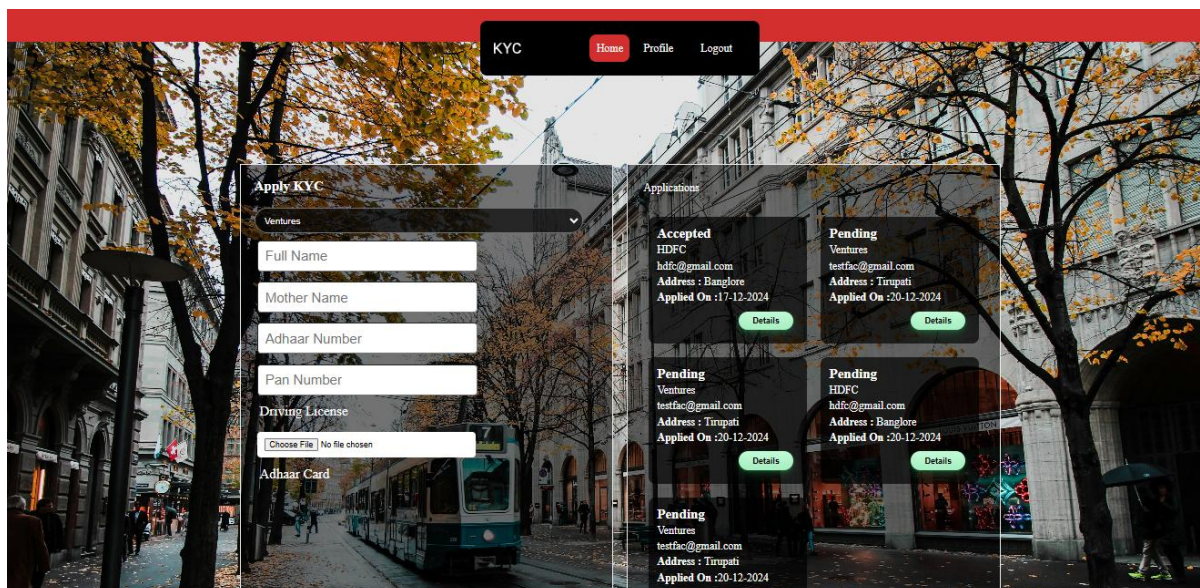 KYC Home Profile Logout
Apply KYC
Ventures
Full Name
Mother Name
Adhaar Number
Pan Number
Driving License
Choose File No file chosen
Adhaar Card
Applications
Accepted
HDFC
hdfc@gmail.com
Address : Banglore
Applied On :17-12-2024
Details
Pending
Ventures
testfac@gmail.com
Address : Tirupati
Applied On :20-12-2024
Details
Pending
Ventures
testfac@gmail.com
Address : Tirupati
Applied On :20-12-2024
Details
Pending
HDFC
hdfc@gmail.com
Address : Bangore
Applied On :20-12-2024
Details
Pending
Ventures
testfac@gmail.com
Address : Tirupati
Applied On :20-12-2024
7